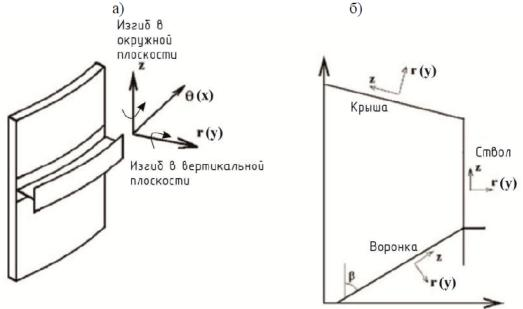 а)
Изгиб в
окружной
плоскости
z
θ(x)
r(y)
Изгиб в вертикальной
плоскости
б)
z
r(y)
Крыша
Ствол
z
r(y)
Воронка
z
β
r(y)